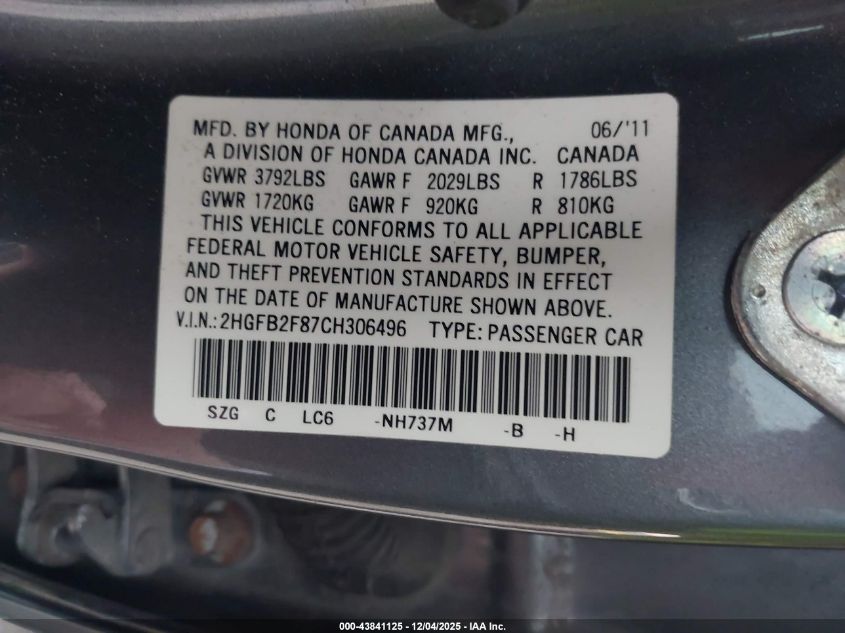 MFD. BY HONDA OF CANADA MFG., 06/'11
A DIVISION OF HONDA CANADA INC. CANADA
GVWR 3792LBS GAWR F 2029LBS R 1786LBS
GVWR 1720KG GAWR F 920KG R 810KG
THIS VEHICLE CONFORMS TO ALL APPLICABLE
FEDERAL MOTOR VEHICLE SAFETY, BUMPER,
AND THEFT PREVENTION STANDARDS IN EFFECT
ON THE DATE OF MANUFACTURE SHOWN ABOVE.
V.I.N.: 2HGFB2F87CH306496 TYPE: PASSENGER CAR
SZG C LC6 -NH737M -B -H
000-43841125 - 12/04/2025 - IAA Inc.